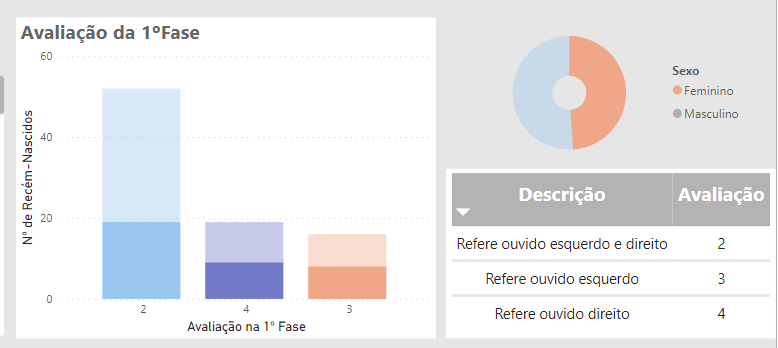 Avaliação da 1ºFase
60
40
20
0
Nº de Recém-Nascidos
2
4
3
Avaliação na 1º Fase
Sexo
Feminino
Masculino
Descrição Avaliação
Refere ouvido esquerdo e direito 2
Refere ouvido esquerdo 3
Refere ouvido direito 4